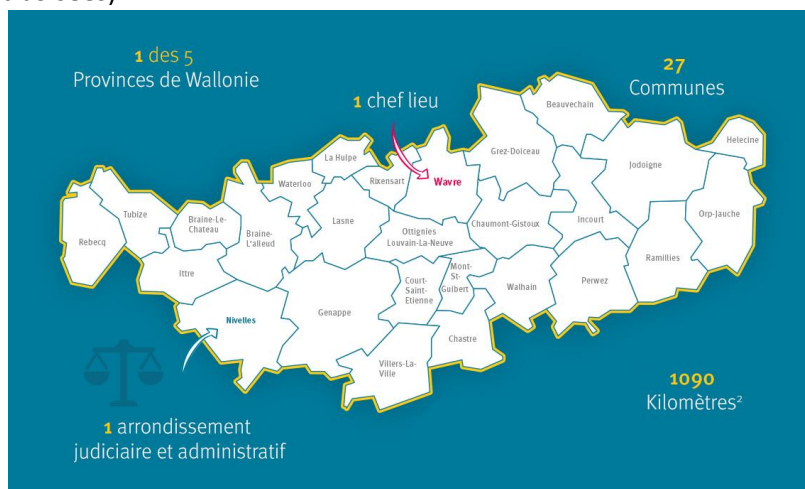 1 des 5
Provinces de Wallonie
1 chef lieu
27
Communes
Beauvechain
Helecine
La Hulpe
Grez-Doiceau
Jodoigne
Waterloo
Rixensart
Wavre
Tubize
Braine-Le-
Chateau
Lasne
Orp-Jauche
Rebecq
Braine-
L'alleud
Ottignies
Louvain-La-Neuve
Chaumont-Gistoux
Incourt
Ittre
Ramillies
Court-
Saint-
Etienne
Mont-
St-
Guibert
Walhain
Perwez
Nivelles
Genappe
Chastre
Villers-La-
Ville
1 arrondissement
judiciaire et administratif
1090
Kilomètres²